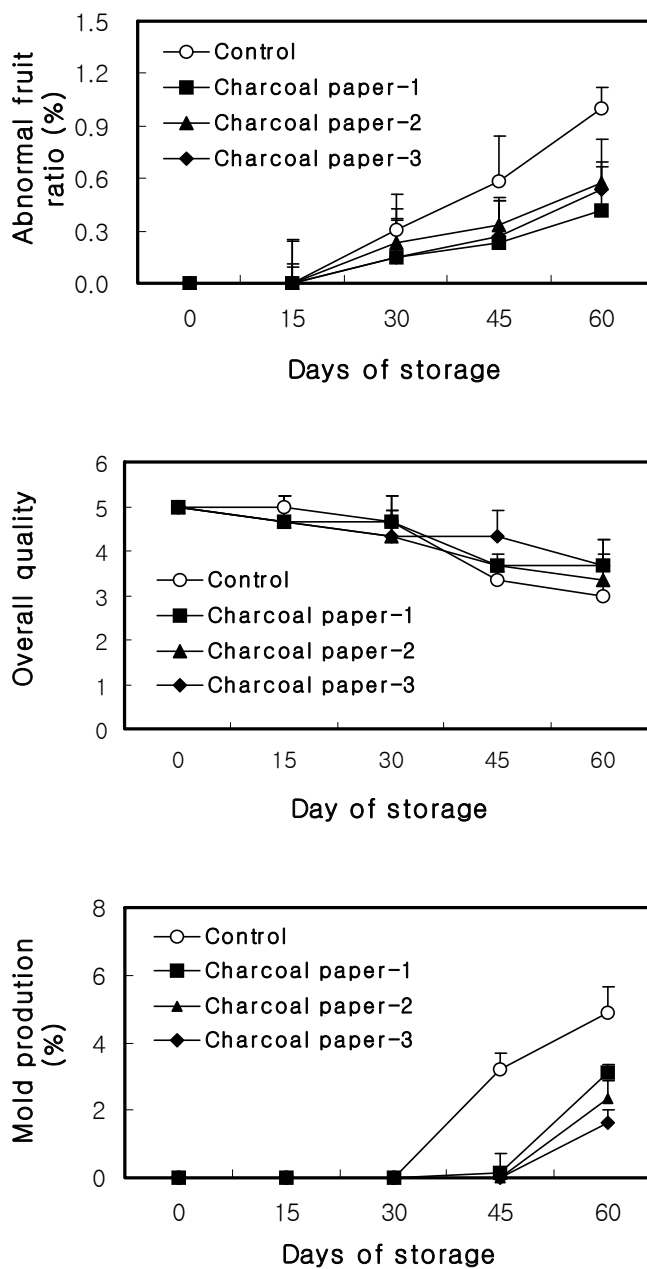 Abnormal fruit
ratio (%)
1.5
1.2
0.9
0.6
0.3
0.0
Control
Charcoal paper-1
Charcoal paper-2
Charcoal paper-3
0 15 30 45 60
Days of storage
Overall quality
6
5
4
3
2
1
0
Control
Charcoal paper-1
Charcoal paper-2
Charcoal paper-3
0 15 30 45 60
Day of storage
Mold prodution
(%)
8
6
4
2
0
Control
Charcoal paper-1
Charcoal paper-2
Charcoal paper-3
0 15 30 45 60
Days of storage